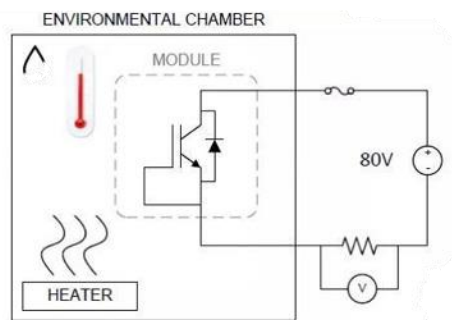 ENVIRONMENTAL CHAMBER
MODULE
80V
+
-
HEATER
V